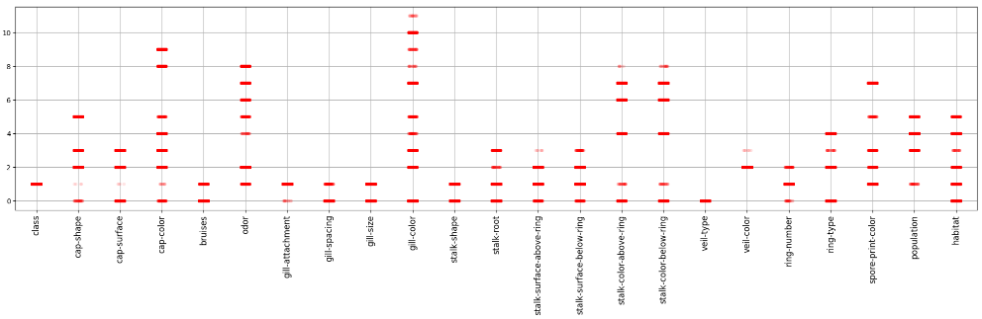 10
8
6
4
2
0
class
cap-shape
cap-surface
cap-color
bruises
odor
gill-attachment
gill-spacing
gill-size
gill-color
stalk-shape
stalk-root
stalk-surface-above-ring
stalk-surface-below-ring
stalk-color-above-ring
stalk-color-below-ring
veil-type
veil-color
ring-number
ring-type
spore-print-color
population
habitat